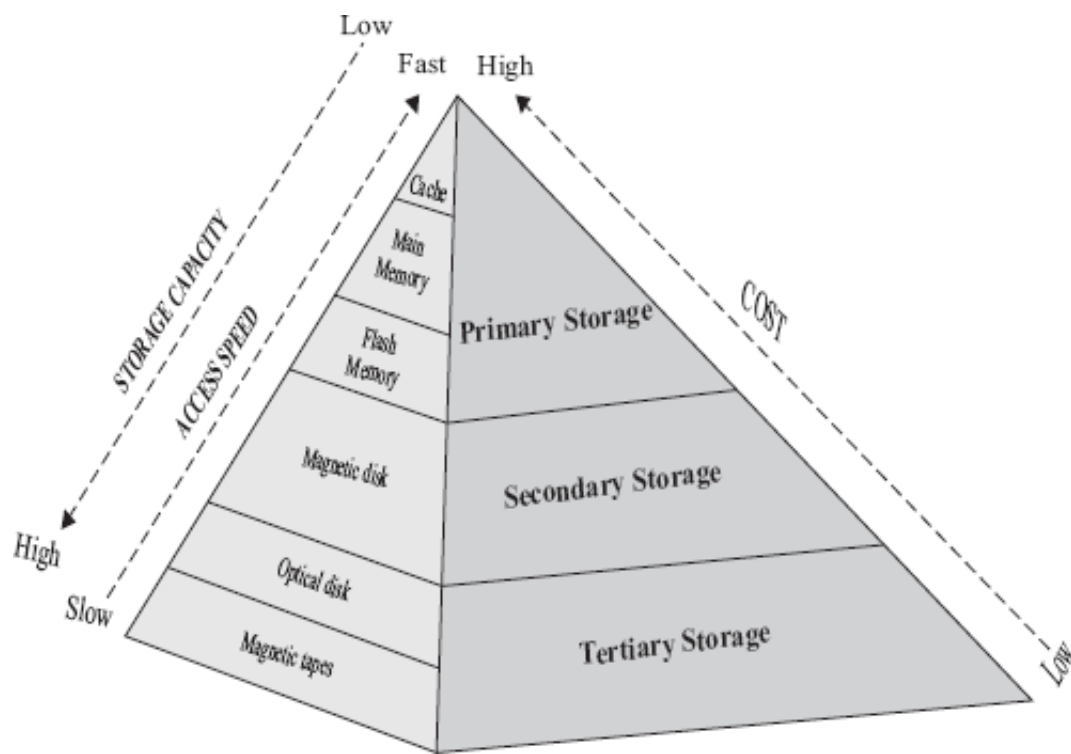 Low
Fast
High
Cache
Main
Memory
Flash
Memory
Magnetic disk
Optical disk
Magnetic tapes
Primary Storage
Secondary Storage
Tertiary Storage
STORAGE CAPACITY
ACCESS SPEED
COST
High
Slow
Low